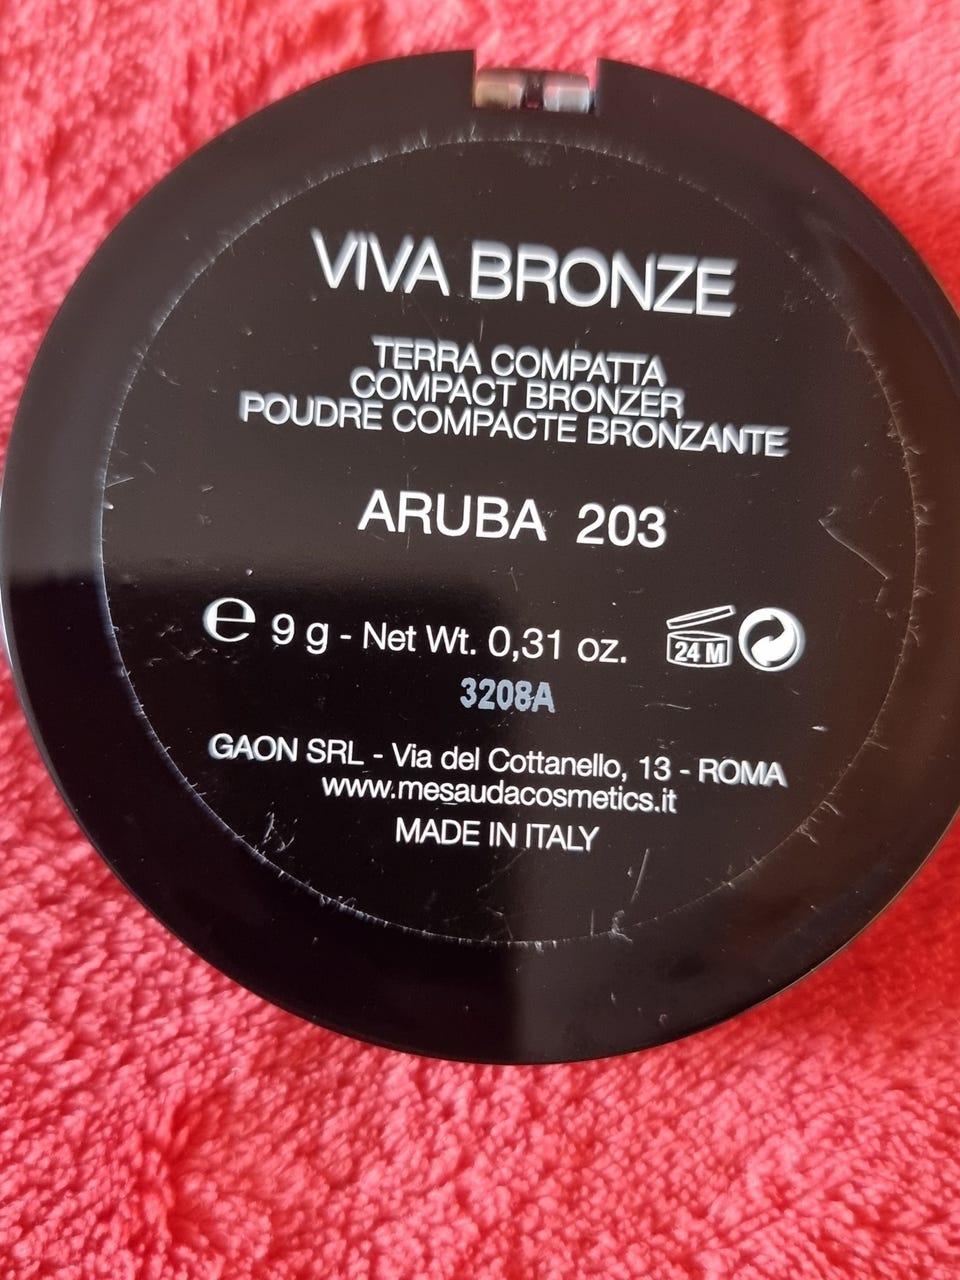 VIVA BRONZE
TERRA COMPATTA
COMPACT BRONZER
POUDRE COMPACTE BRONZANTE
ARUBA 203
℮ 9 g - Net Wt. 0,31 oz. 24 M
3208A
GAON SRL - Via del Cottanello, 13 - ROMA
www.mesaudacosmetics.it
MADE IN ITALY